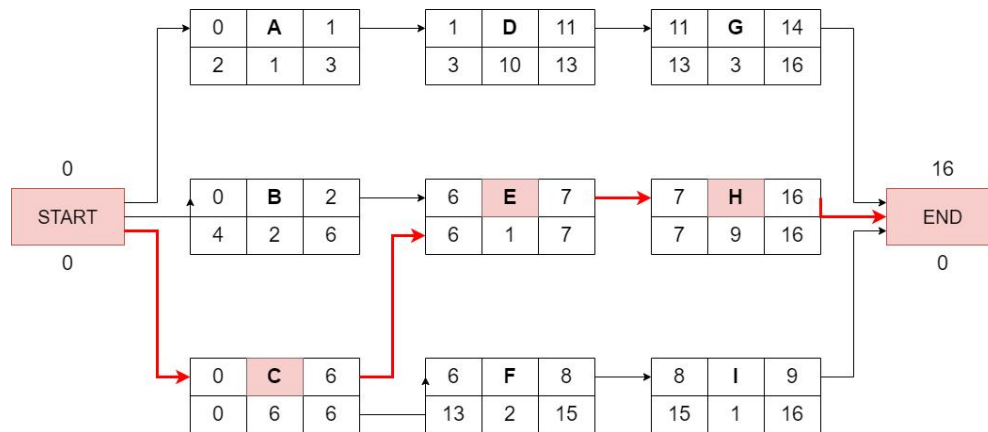 0 A 1 1 D 11 11 G 14
2 1 3 3 10 13 13 3 16
0 16
0 B 2 6 E 7 7 H 16
START END
4 2 6 6 1 7 7 9 16
0 0
0 C 6 6 F 8 8 I 9
0 6 6 13 2 15 15 1 16